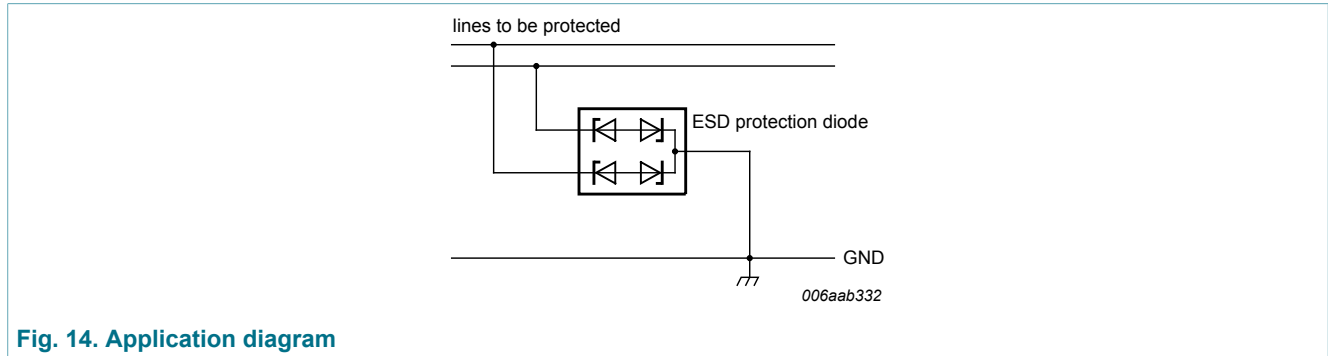 lines to be protected
ESD protection diode
GND
006aab332
Fig. 14. Application diagram